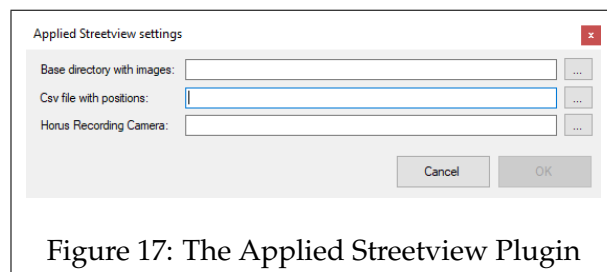 Applied Streetview settings
x
Base directory with images:
...
Csv file with positions:
...
Horus Recording Camera:
...
Cancel
OK
Figure 17: The Applied Streetview Plugin